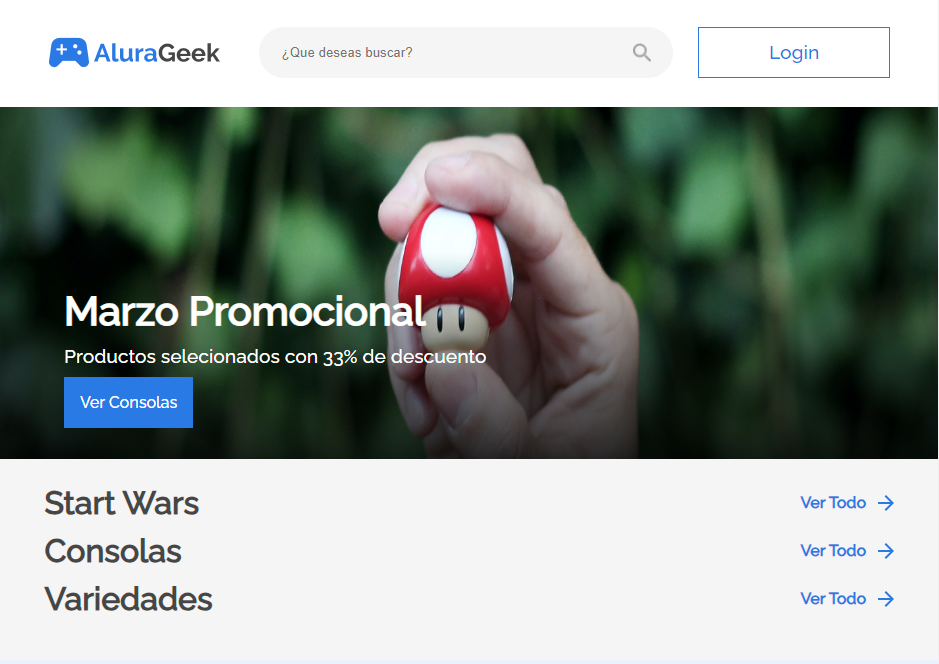 AluraGeek
¿Que deseas buscar?
Login
Marzo Promocional
Productos selecionados con 33% de descuento
Ver Consolas
Start Wars
Ver Todo
Consolas
Ver Todo
Variedades
Ver Todo